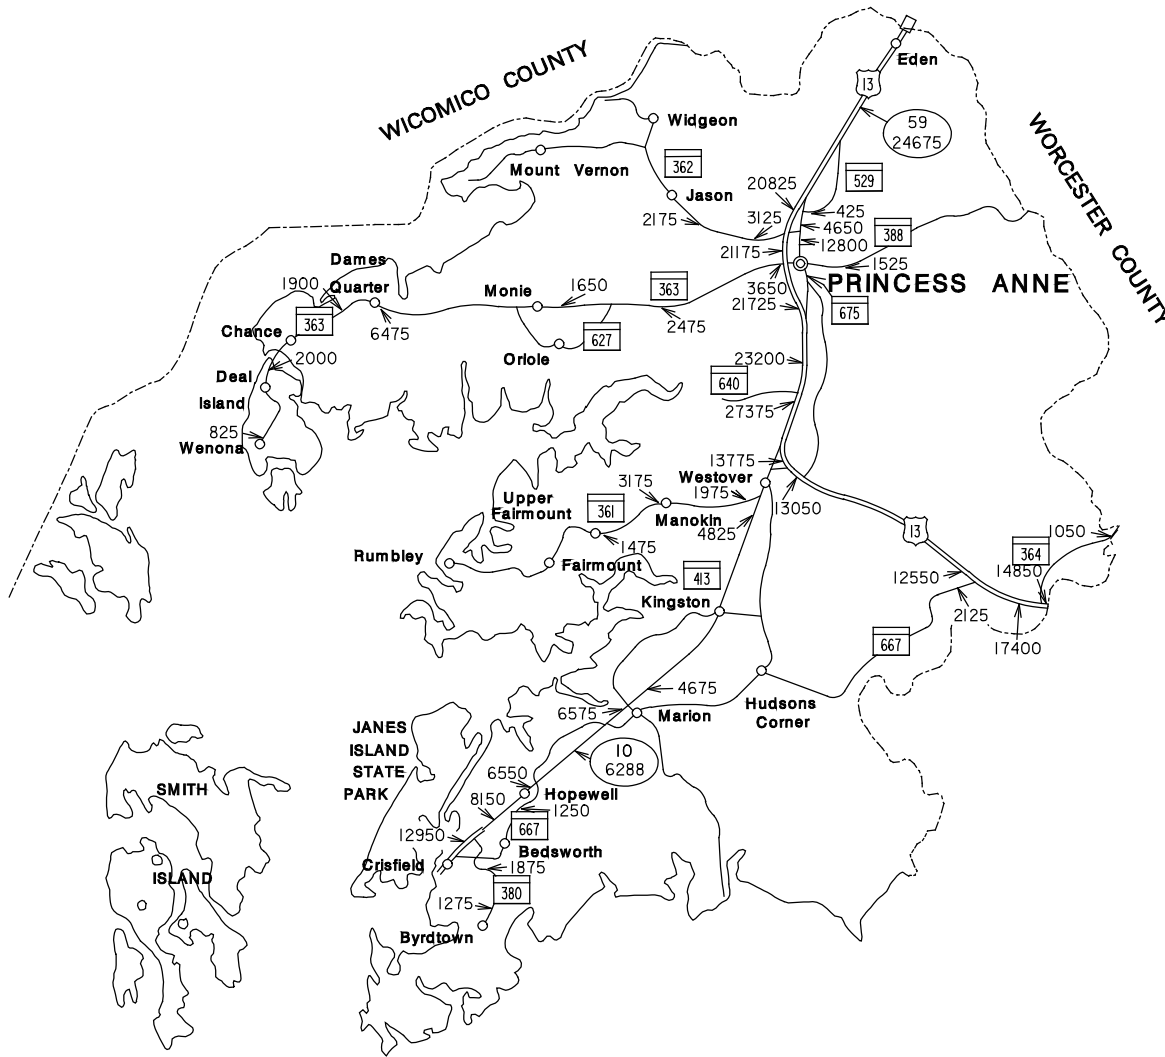 Eden
WICOMICO COUNTY
13
59
24675
Widgeon
WORCESTER COUNTY
Mount Vernon
362
529
20825
Jason
2175
3125
425
4650
388
12800
21175
Dames
Quarter
1525
1900
Monie
1650
363
3650
PRINCESS ANNE
21725
675
363
6475
2475
627
Chance
Oriole
2000
23200
Deal
Island
640
27375
825
Wenona
13775
Westover
3175
1975
Upper
Fairmount
361
Manokin
13050
4825
13
1050
364
1475
Rumbley
Fairmount
14850
12550
413
Kingston
2125
667
17400
4675
Hudsons
Corner
6575
Marion
JANES
ISLAND
STATE
PARK
10
6288
6550
SMITH
ISLAND
Hopewell
8150
1250
667
12950
Bedsworth
Crisfield
1875
380
1275
Byrdtown